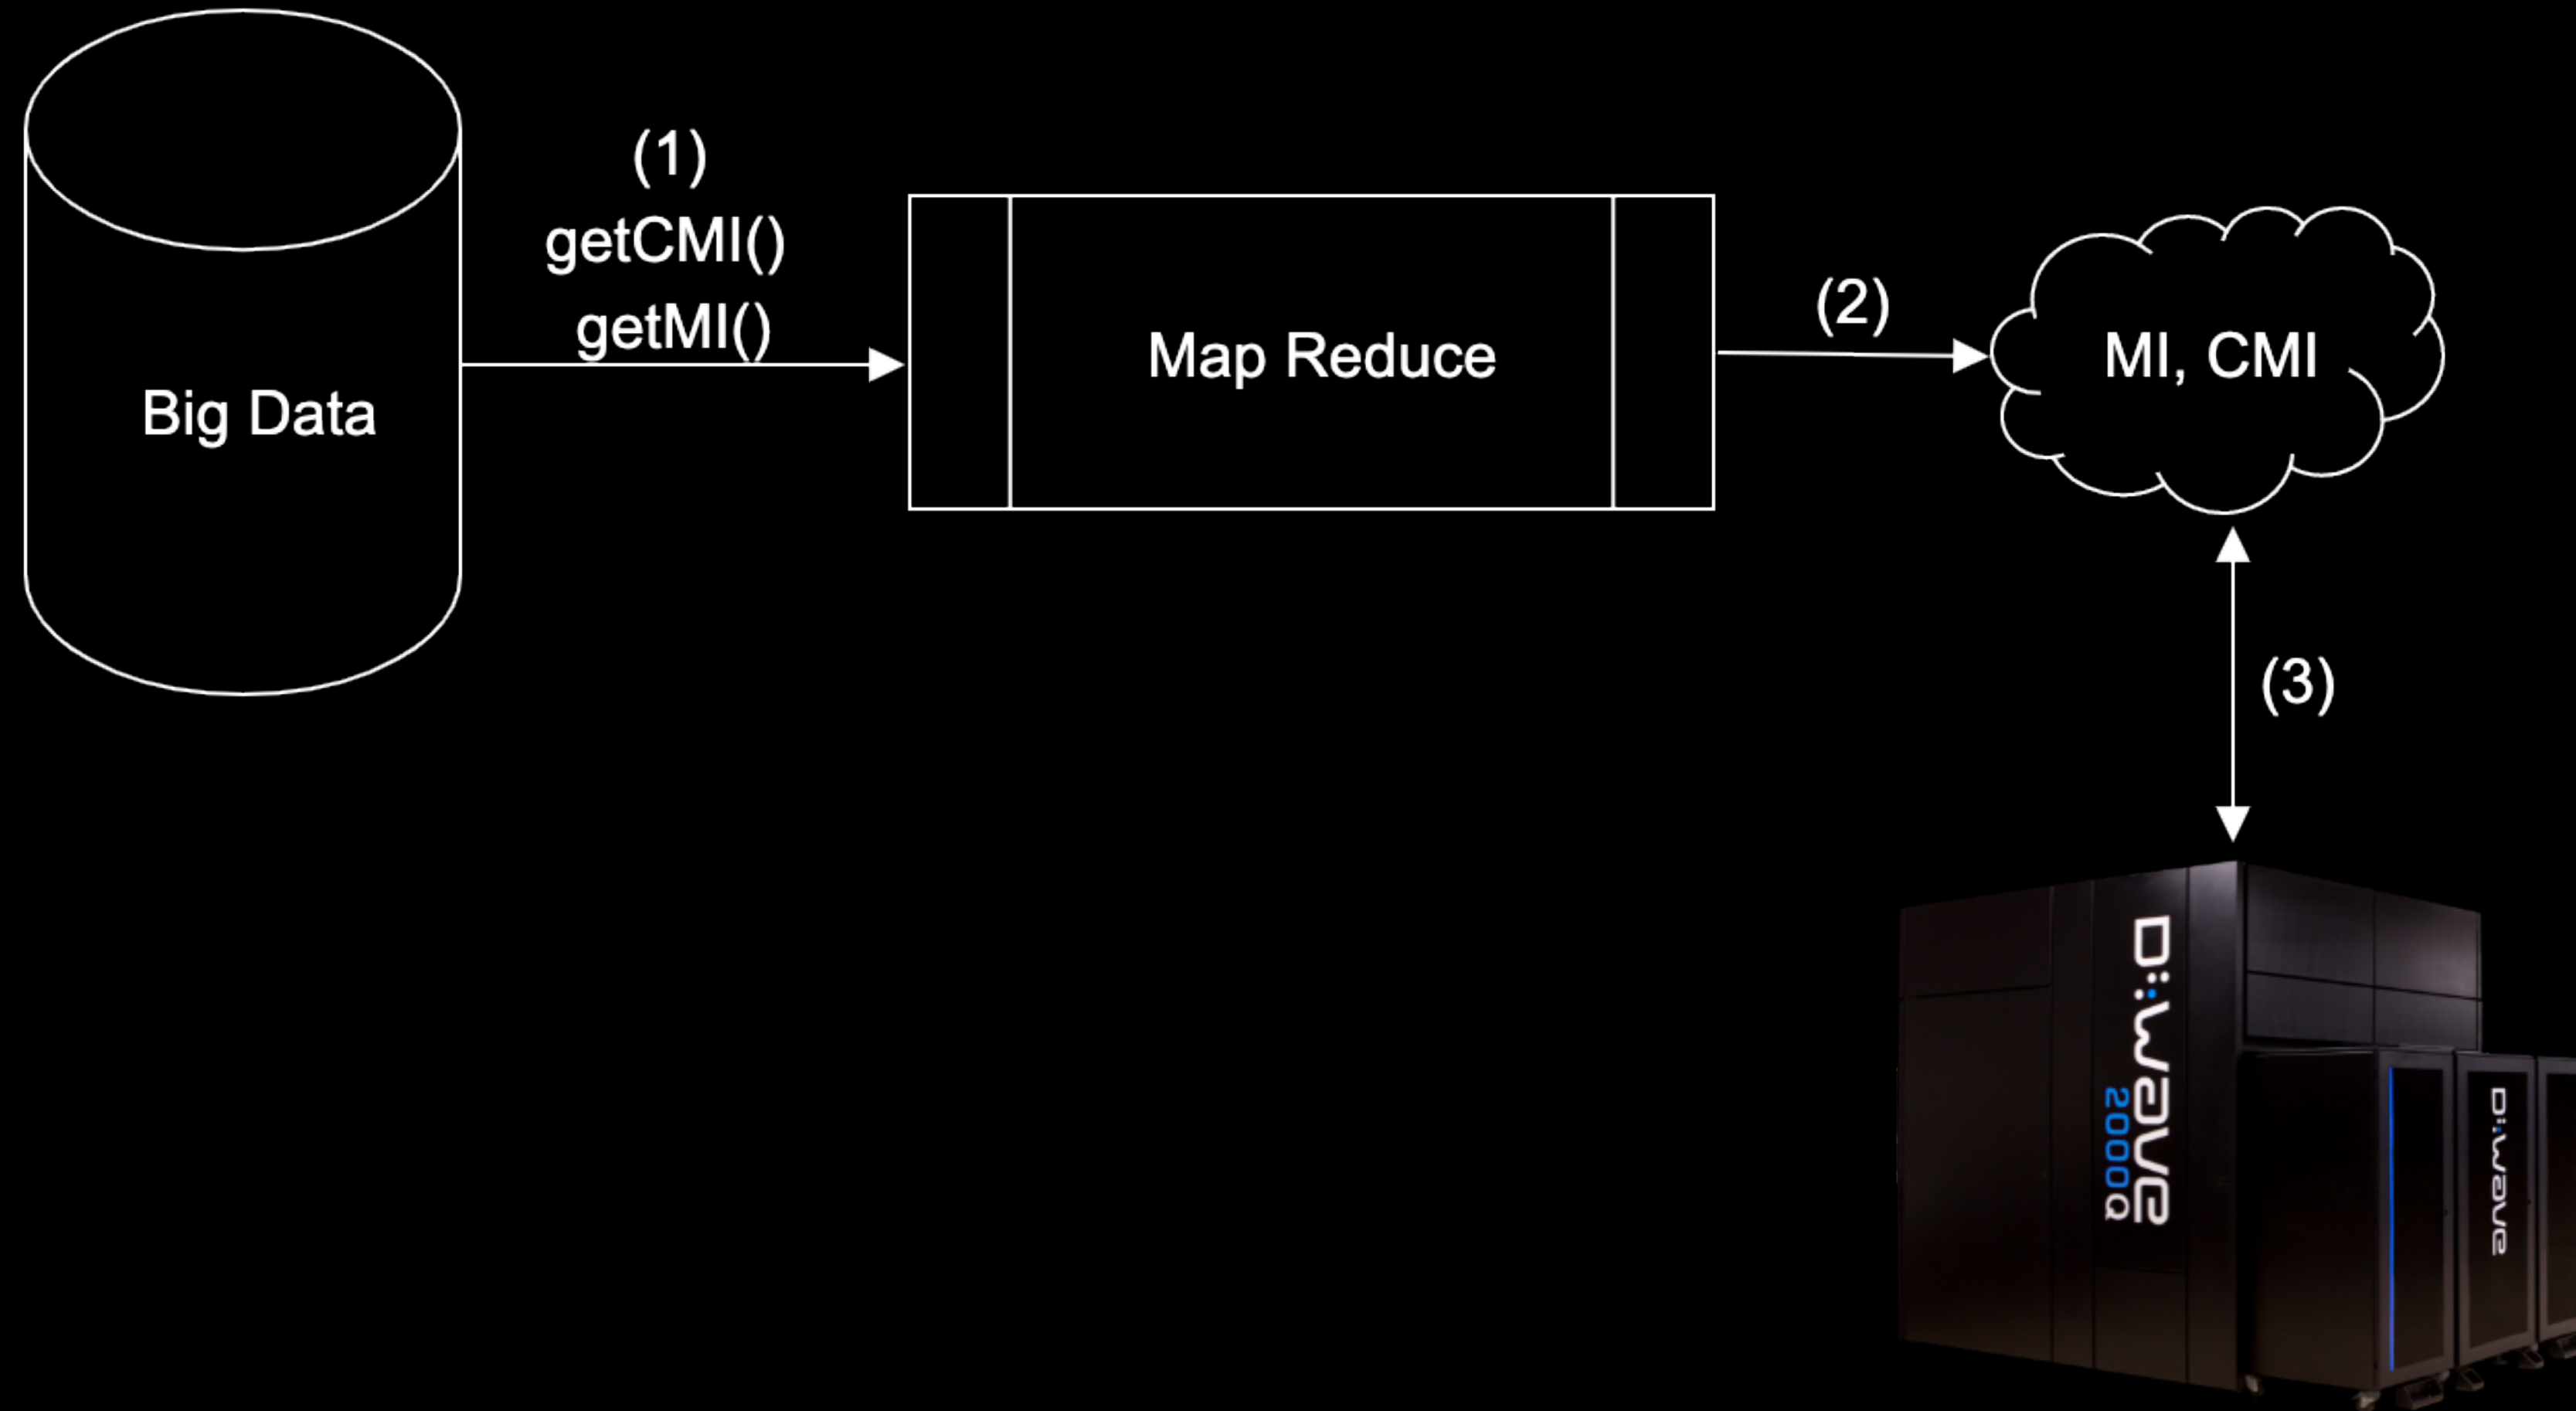 (1)
getCMI()
getMI()
Big Data
Map Reduce
(2)
MI, CMI
(3)
D:Wave
2000Q
D:Wave